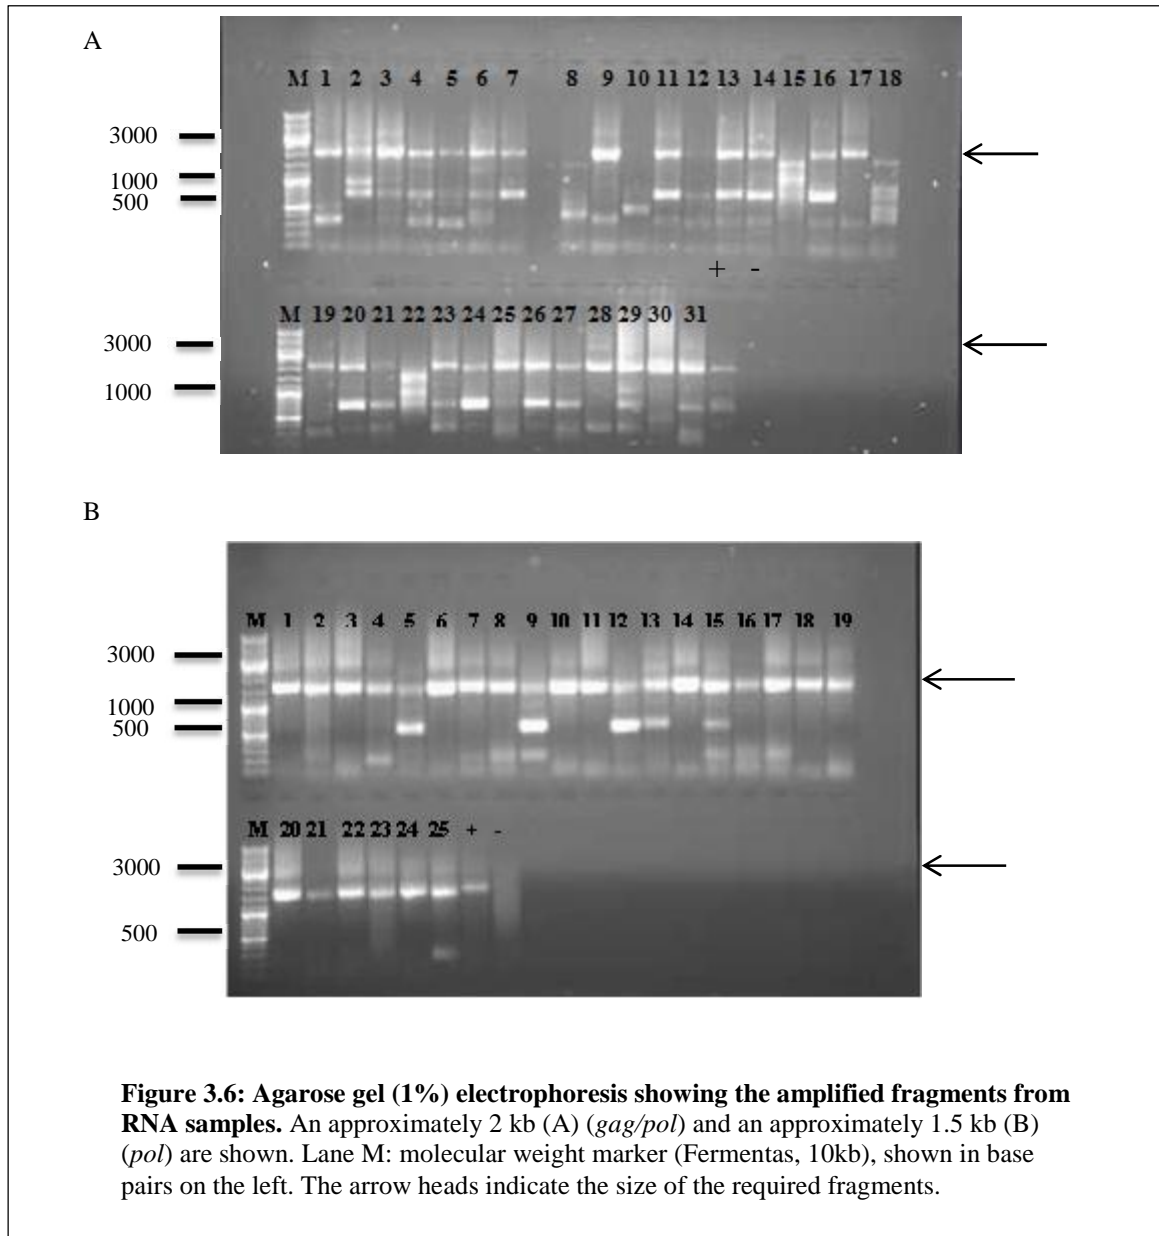 A
M 1 2 3 4 5 6 7 8 9 10 11 12 13 14 15 16 17 18
3000
1000
500
+ -
M 19 20 21 22 23 24 25 26 27 28 29 30 31
3000
1000
B
M 1 2 3 4 5 6 7 8 9 10 11 12 13 14 15 16 17 18 19
3000
1000
500
M 20 21 22 23 24 25 + -
3000
500
Figure 3.6: Agarose gel (1%) electrophoresis showing the amplified fragments from
RNA samples. An approximately 2 kb (A) (gag/pol) and an approximately 1.5 kb (B)
(pol) are shown. Lane M: molecular weight marker (Fermentas, 10kb), shown in base
pairs on the left. The arrow heads indicate the size of the required fragments.